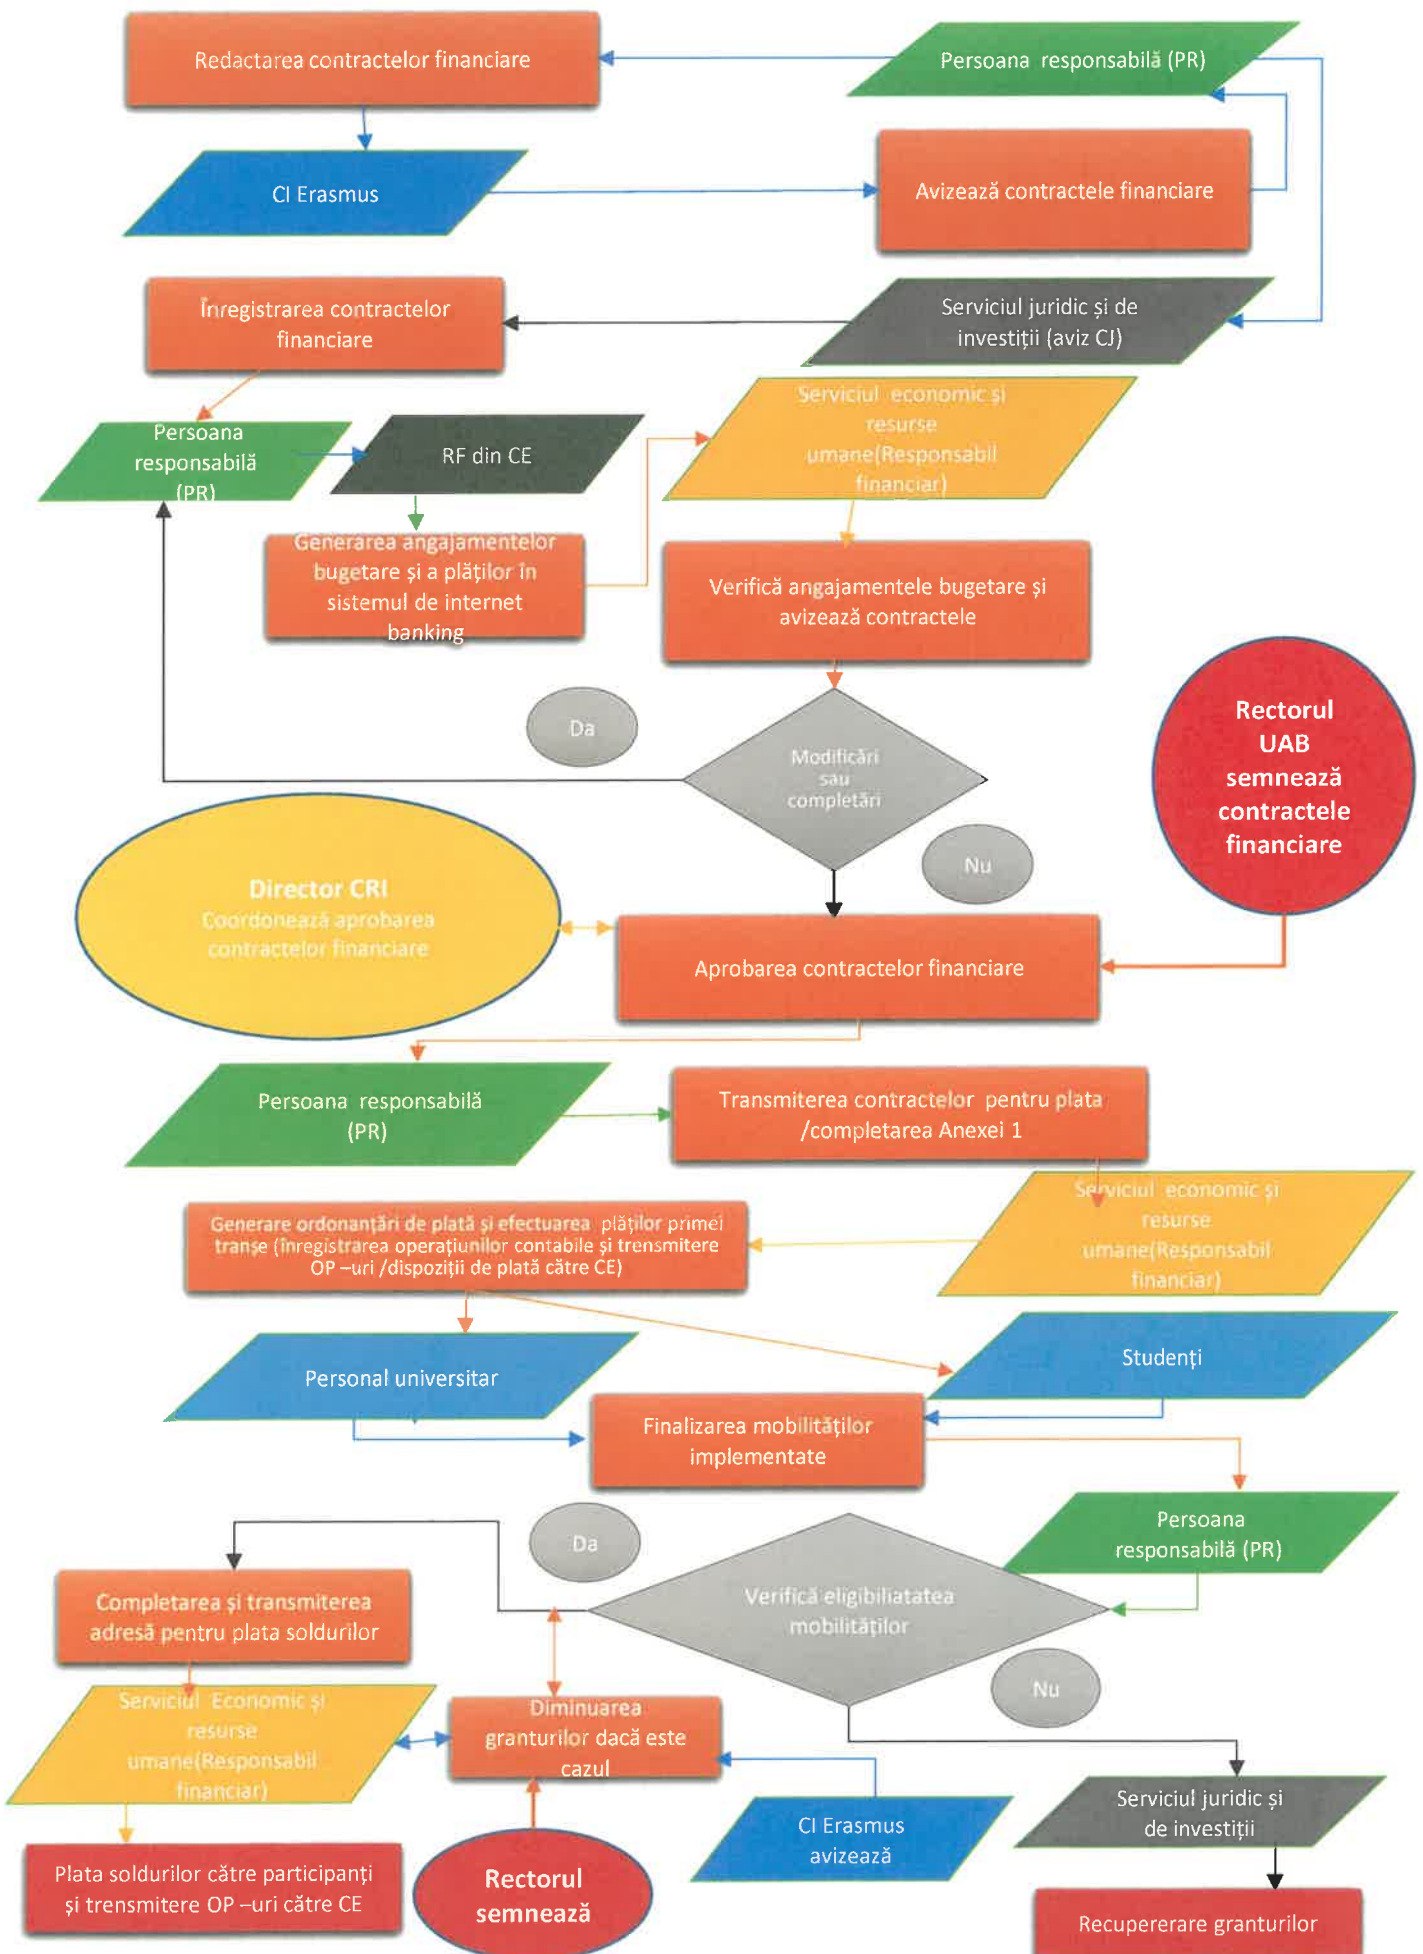 Redactarea contractelor financiare
Persoana responsabilă (PR)
CI Erasmus
Avizează contractele financiare
Înregistrarea contractelor
financiare
Serviciul juridic și de
investiții (aviz CJ)
Serviciul economic și
resurse
umane(Responsabil
financiar)
Persoana
responsabilă
(PR)
RF din CE
Generarea angajamentelor
bugetare și a plăților în
sistemul de internet
banking
Verifică angajamentele bugetare și
avizează contractele
Da
Modificări
sau
completări
Rectorul
UAB
semnează
contractele
financiare
Nu
Director CRI
Coordonează aprobarea
contractelor financiare
Aprobarea contractelor financiare
Persoana responsabilă
(PR)
Transmiterea contractelor pentru plata
/completarea Anexei 1
Serviciul economic și
resurse
umane(Responsabil
financiar)
Generare ordonanțări de plată și efectuarea plăților primei
tranșe (înregistrarea operațiunilor contabile și trensmitere
OP –uri /dispoziții de plată către CE)
Personal universitar
Studenți
Finalizarea mobilităților
implementate
Persoana
responsabilă (PR)
Da
Verifică eligibiliatatea
mobilităților
Completarea și transmiterea
adresă pentru plata soldurilor
Nu
Serviciul Economic și
resurse
umane(Responsabil
financiar)
Diminuarea
granturilor dacă este
cazul
CI Erasmus
avizează
Serviciul juridic și
de investiții
Plata soldurilor către participanți
și trensmitere OP –uri către CE
Rectorul
semnează
Recupererare granturilor